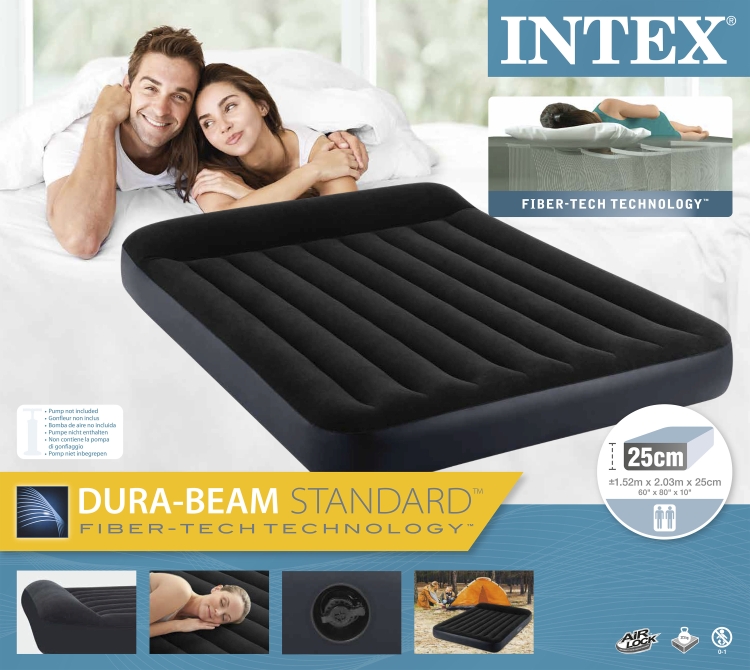 INTEX®
FIBER-TECH TECHNOLOGY™
• Pump not included
• Gonfleur non inclus
• Bomba de aire no incluida
• Pumpe nicht enthalten
• Non contiene la pompa
di gonfiaggio
• Pomp niet inbegrepen
25cm
±1.52m x 2.03m x 25cm
60" x 80" x 10"
DURA-BEAM STANDARD™
FIBER-TECH TECHNOLOGY™
AIR LOCK
0-1